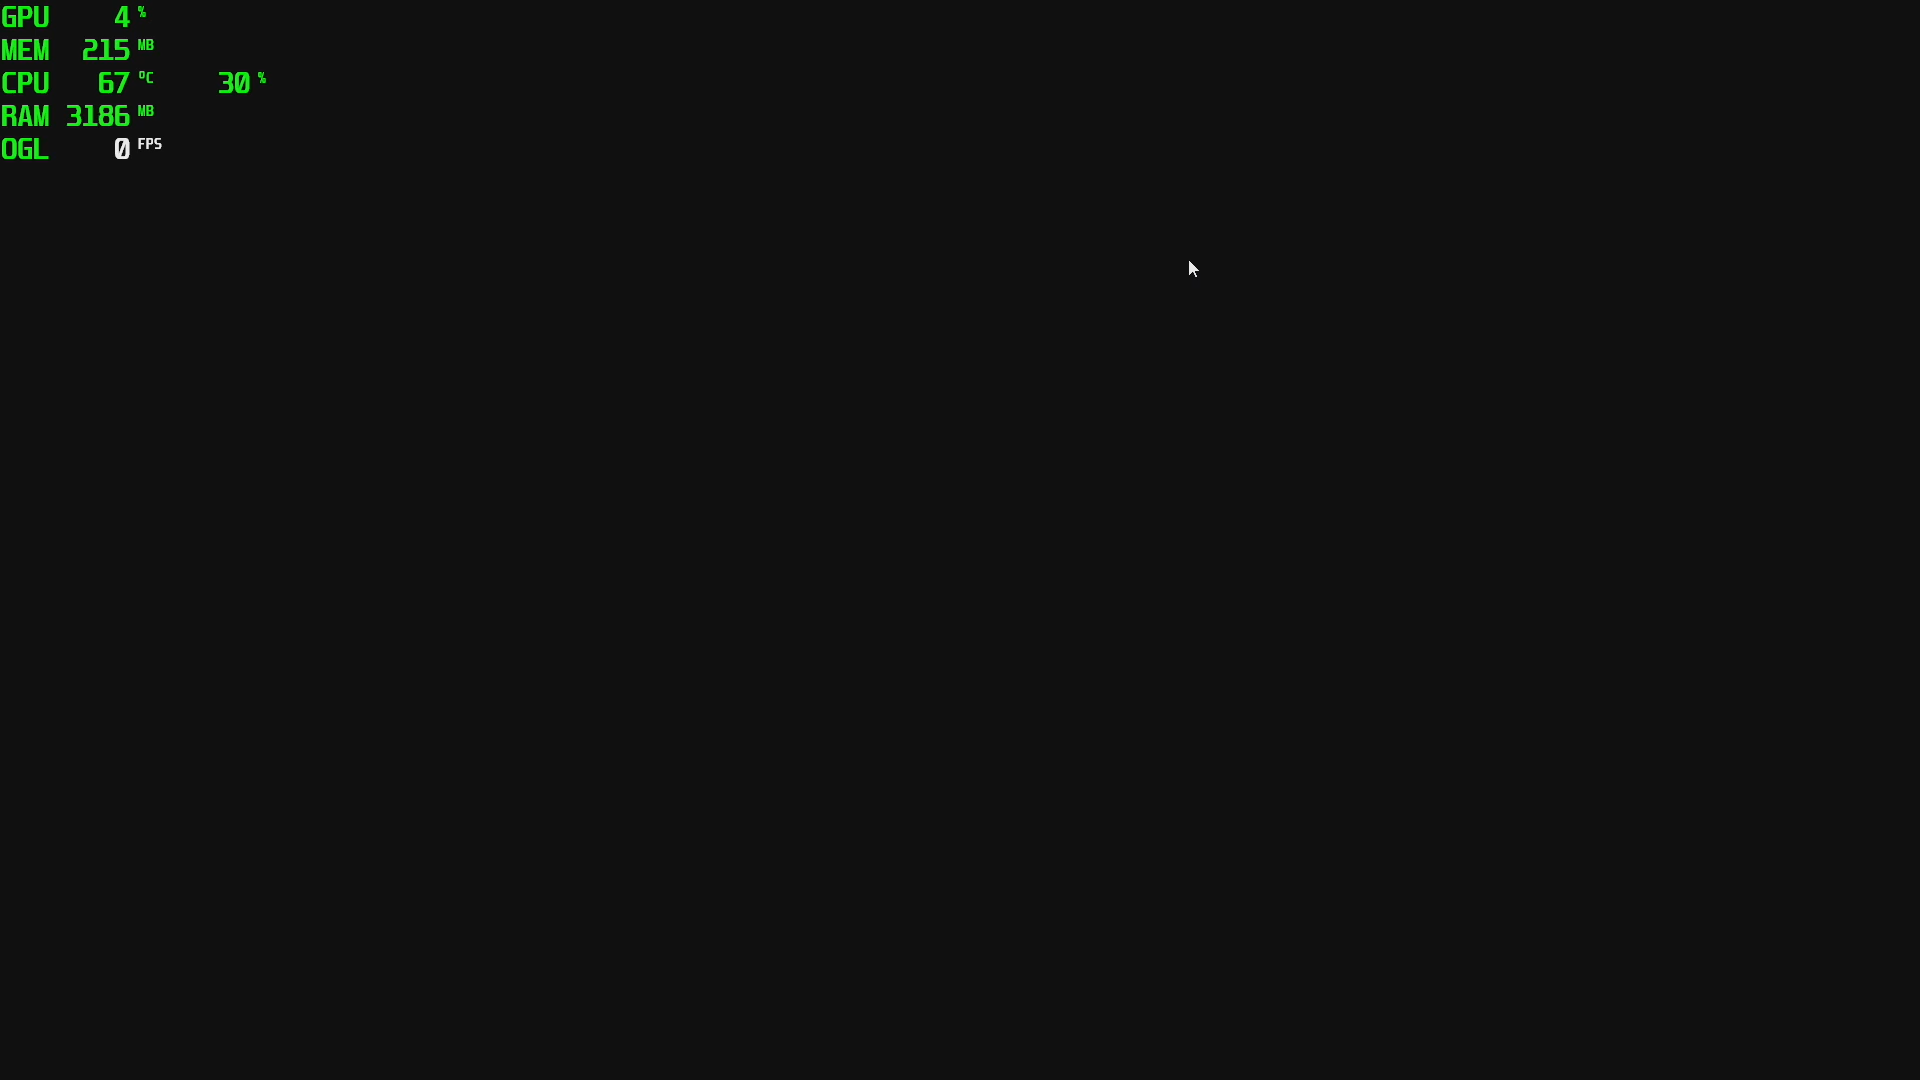 GPU 4 %
MEM 215 MB
CPU 67 °C 30 %
RAM 3186 MB
OGL 0 FPS